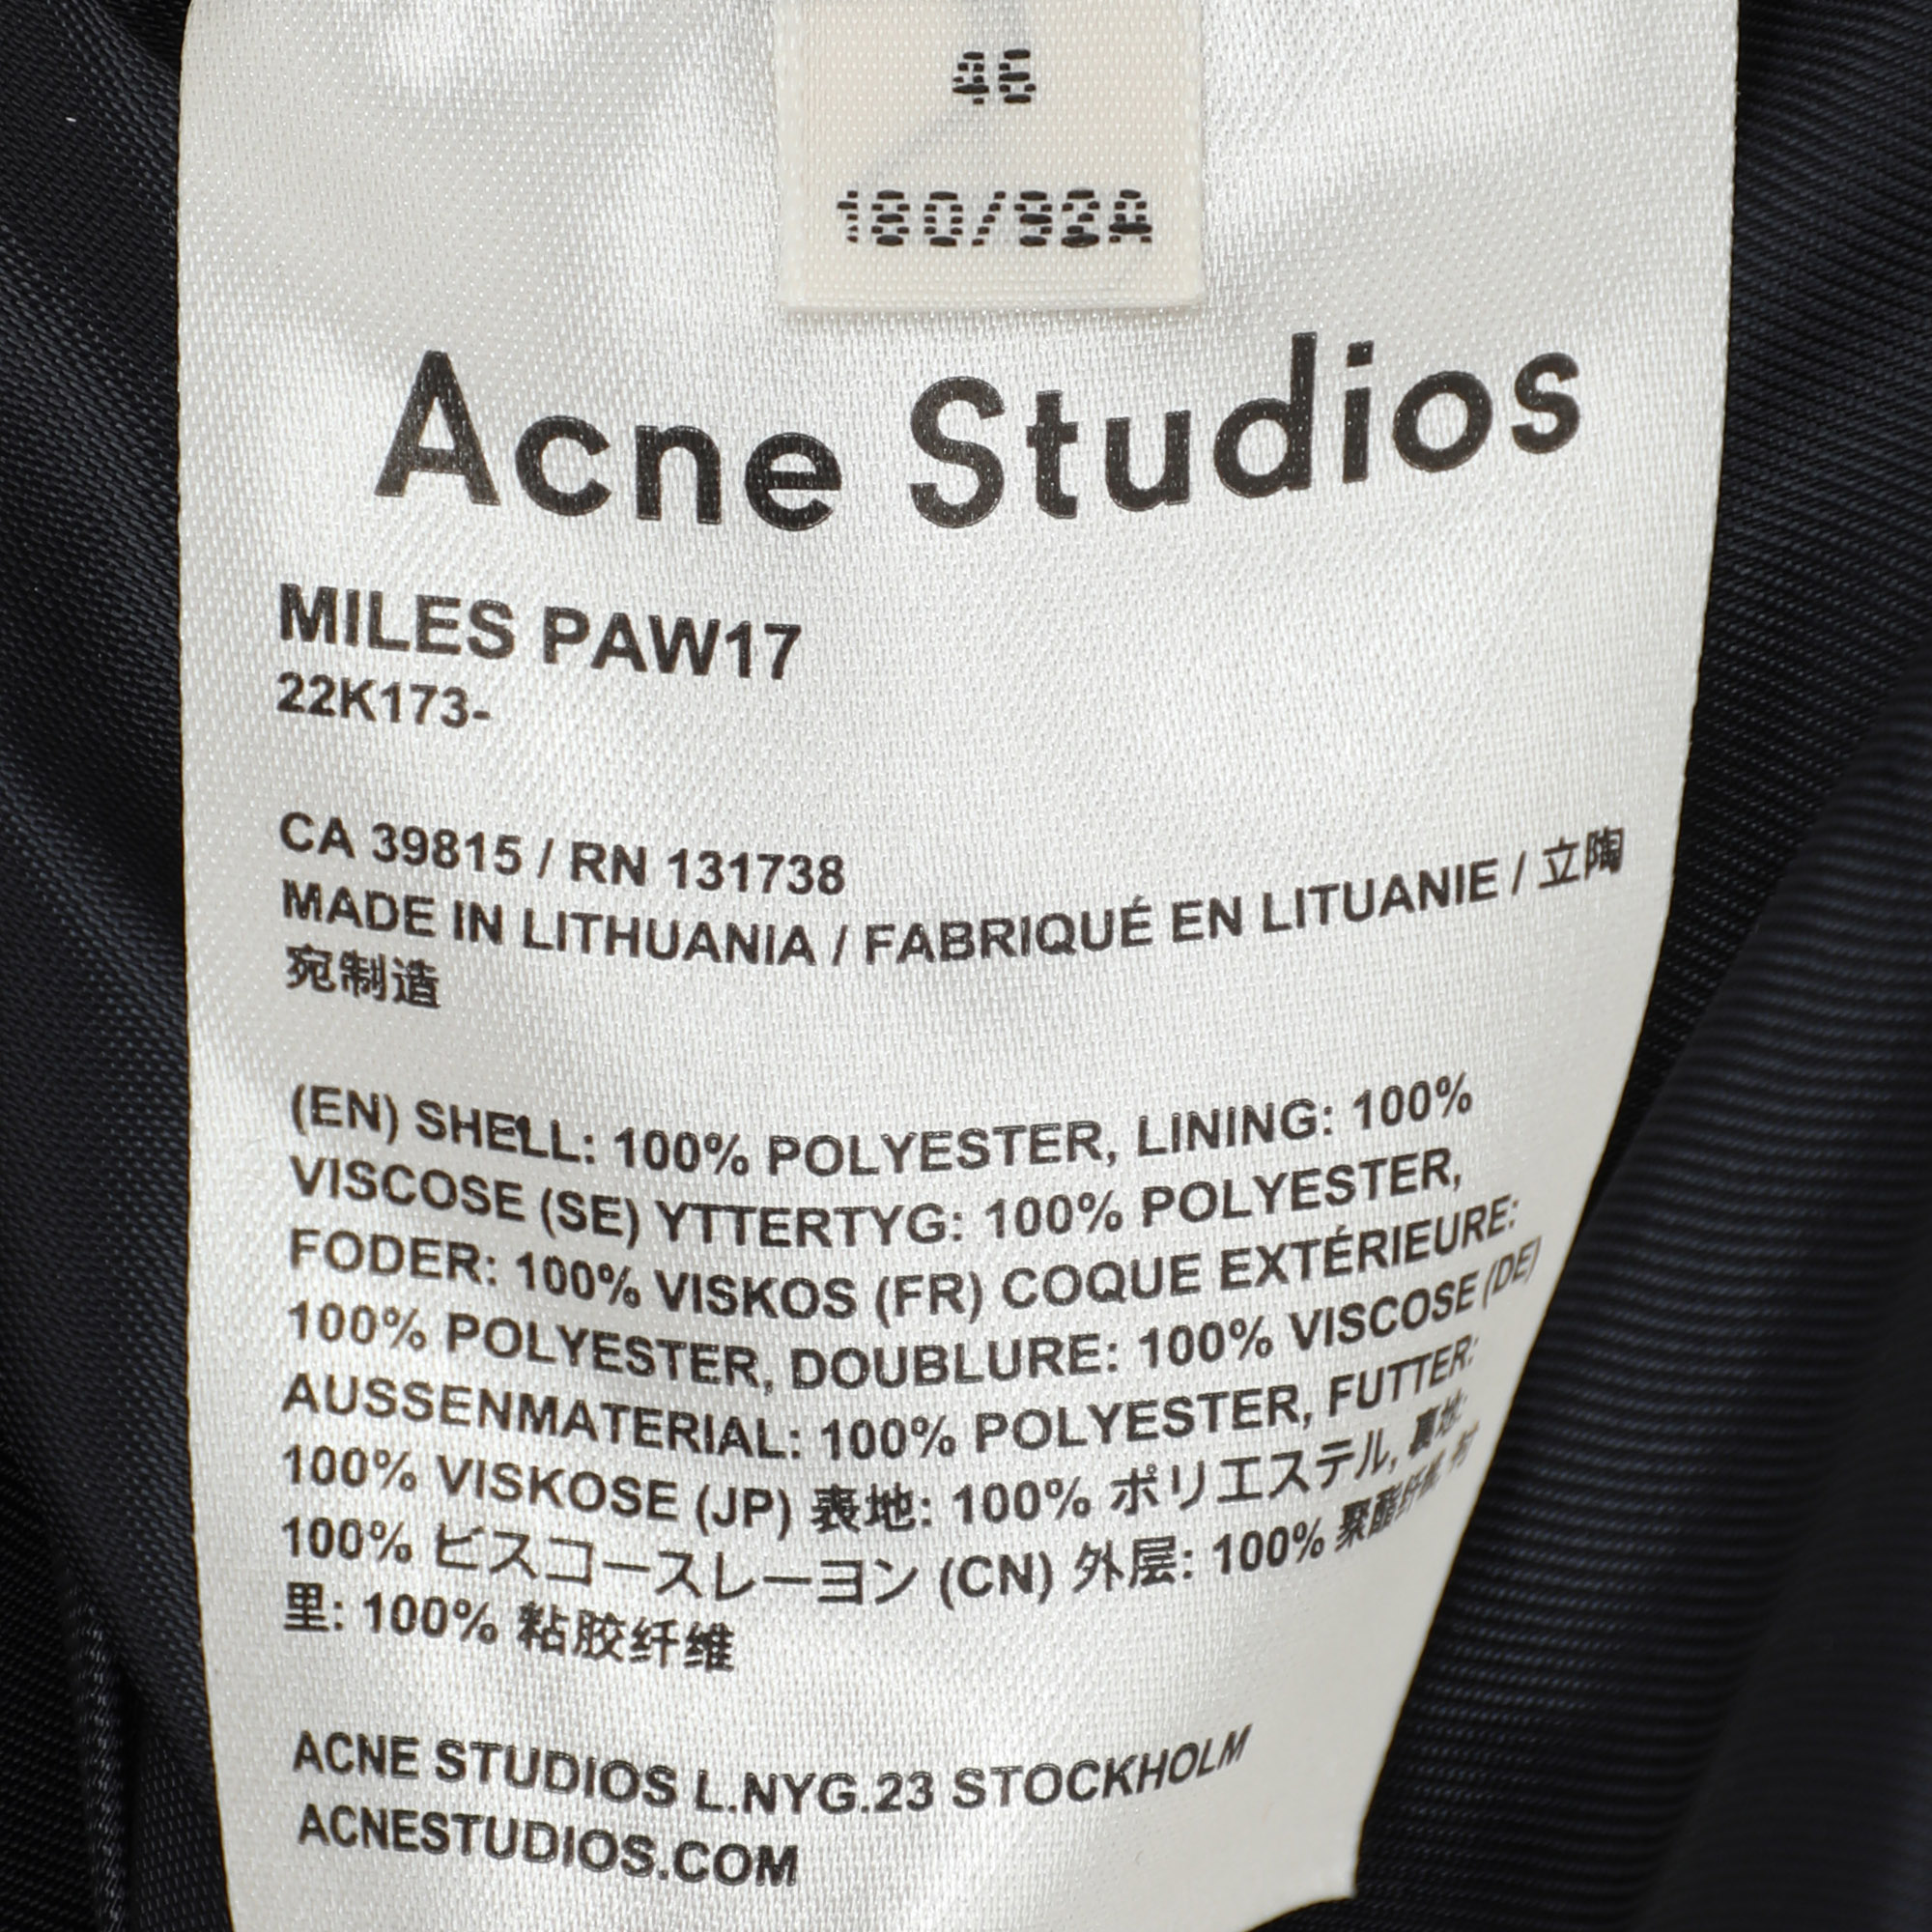 46
180/92A
Acne Studios
MILES PAW17
22K173-
CA 39815 / RN 131738
MADE IN LITHUANIA / FABRIQUÉ EN LITUANIE / 立陶
宛制造
(EN) SHELL: 100% POLYESTER, LINING: 100%
VISCOSE (SE) YTTERTYG: 100% POLYESTER,
FODER: 100% VISKOS (FR) COQUE EXTÉRIEURE:
100% POLYESTER, DOUBLURE: 100% VISCOSE (DE)
AUSSENMATERIAL: 100% POLYESTER, FUTTER:
100% VISKOSE (JP) 表地: 100% ポリエステル, 裏地:
100% ビスコースレーヨン (CN) 外层: 100% 聚酯纤维, 衬
里: 100% 粘胶纤维
ACNE STUDIOS L.NYG.23 STOCKHOLM
ACNESTUDIOS.COM